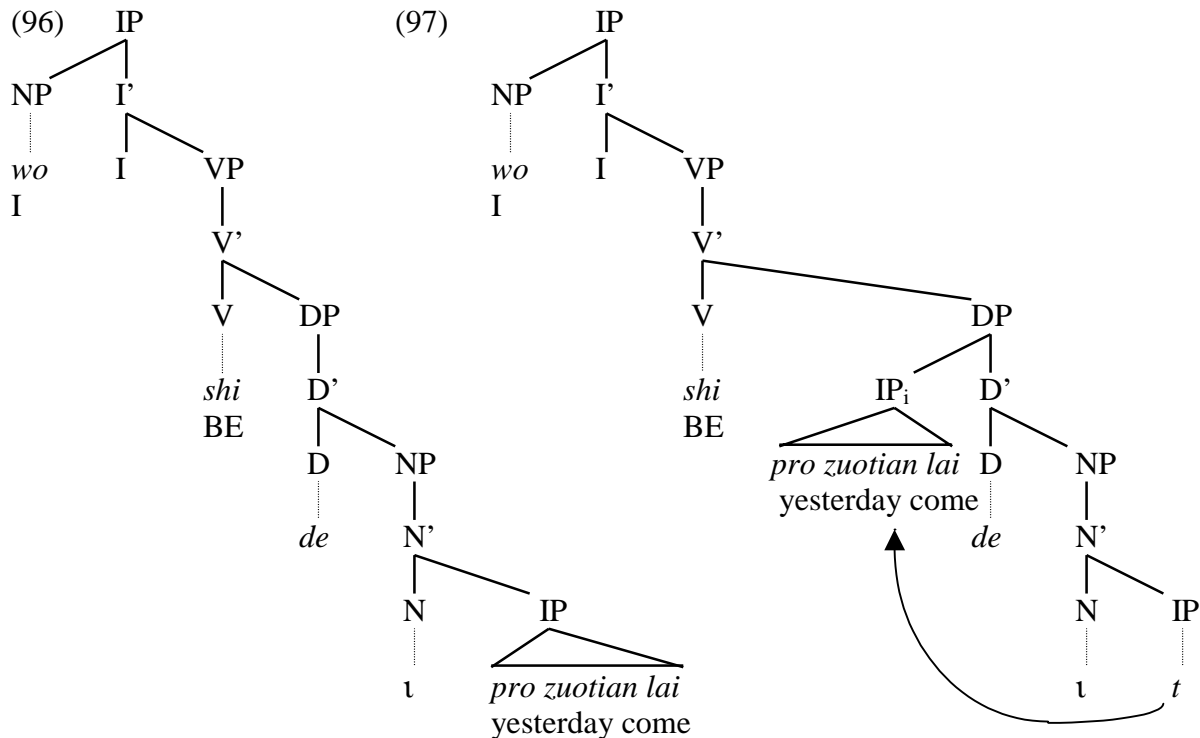 (96) IP (97) IP
NP I’ NP I’
wo I VP wo I VP
I I
V’ V’
V DP V DP
shi D’ shi IPi D’
BE BE
D NP pro zuotian lai D NP
yesterday come
de N’ de N’
N IP N IP
ι pro zuotian lai ι t
yesterday come